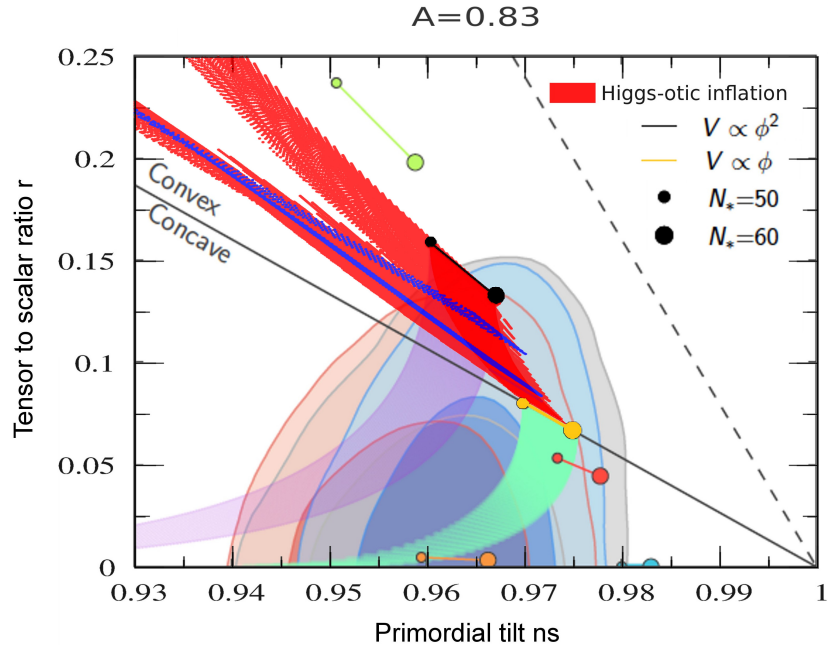 A=0.83
Tensor to scalar ratio r
0.25
0.2
0.15
0.1
0.05
0
Convex
Concave
Higgs-otic inflation
V ∝ ϕ²
V ∝ ϕ
N*=50
N*=60
0.93 0.94 0.95 0.96 0.97 0.98 0.99 1
Primordial tilt ns